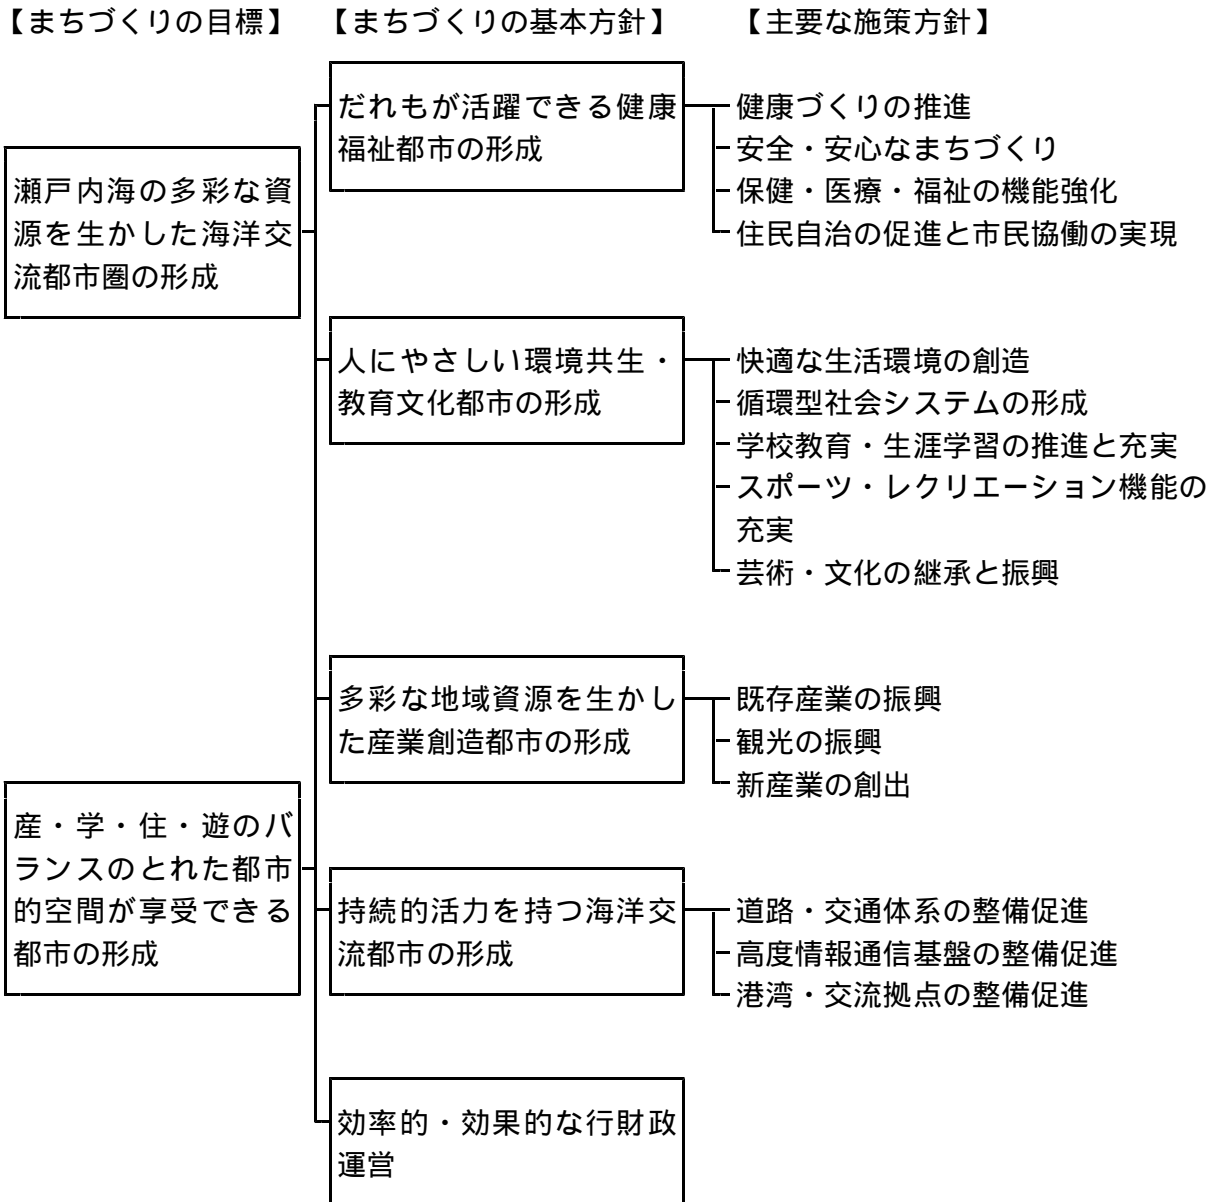 【まちづくりの目標】 【まちづくりの基本方針】 【主要な施策方針】
瀬戸内海の多彩な資
源を生かした海洋交
流都市圏の形成
産・学・住・遊のバ
ランスのとれた都市
的空間が享受できる
都市の形成
だれもが活躍できる健康
福祉都市の形成
健康づくりの推進
安全・安心なまちづくり
保健・医療・福祉の機能強化
住民自治の促進と市民協働の実現
人にやさしい環境共生・
教育文化都市の形成
快適な生活環境の創造
循環型社会システムの形成
学校教育・生涯学習の推進と充実
スポーツ・レクリエーション機能の
充実
芸術・文化の継承と振興
多彩な地域資源を生かし
た産業創造都市の形成
既存産業の振興
観光の振興
新産業の創出
持続的活力を持つ海洋交
流都市の形成
道路・交通体系の整備促進
高度情報通信基盤の整備促進
港湾・交流拠点の整備促進
効率的・効果的な行財政
運営